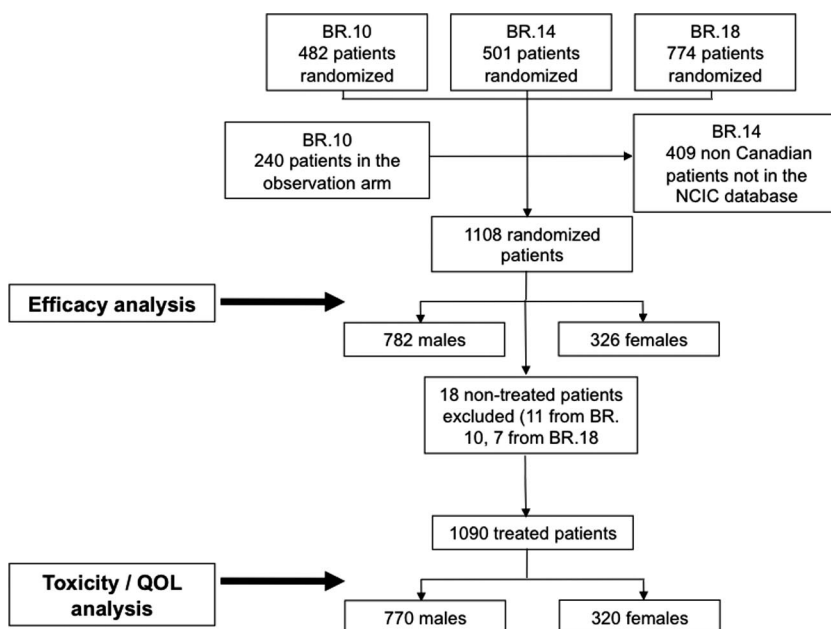 BR.10
482 patients
randomized
BR.14
501 patients
randomized
BR.18
774 patients
randomized
BR.10
240 patients in the
observation arm
BR.14
409 non Canadian
patients not in the
NCIC database
1108 randomized
patients
Efficacy analysis
782 males
326 females
18 non-treated patients
excluded (11 from BR.
10, 7 from BR.18
1090 treated patients
Toxicity / QOL
analysis
770 males
320 females